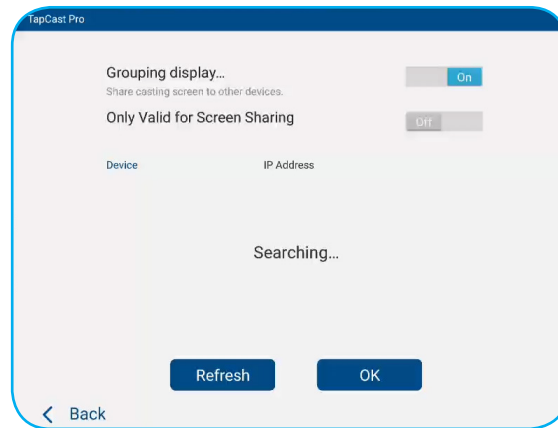 TapCast Pro
Grouping display...
On
Share casting screen to other devices.
Only Valid for Screen Sharing
Off
Device IP Address
Searching...
Refresh OK
Back